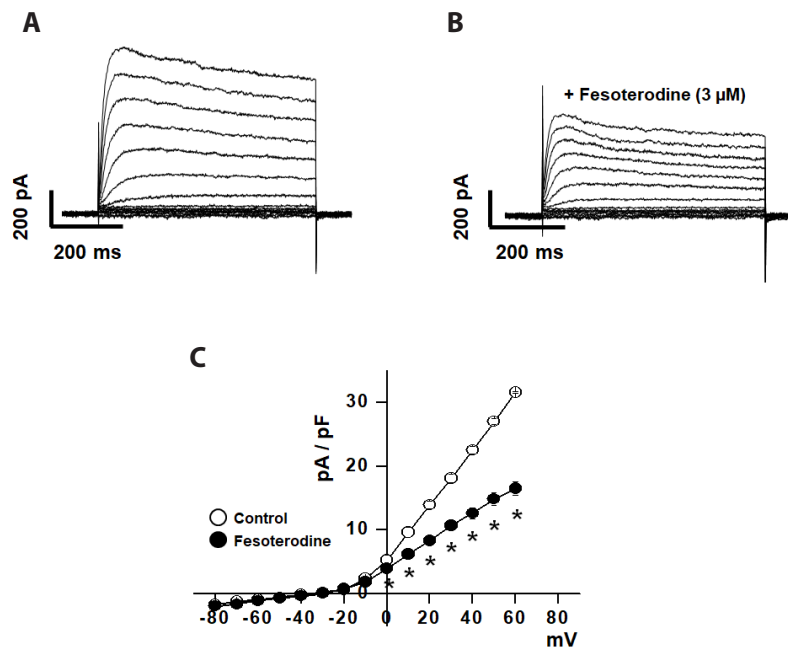 A
200 pA
200 ms
B
+ Fesoterodine (3 µM)
200 pA
200 ms
C
pA / pF
30
20
10
0
Control
Fesoterodine
* * * * * * *
-80 -60 -40 -20 0 20 40 60 80
mV